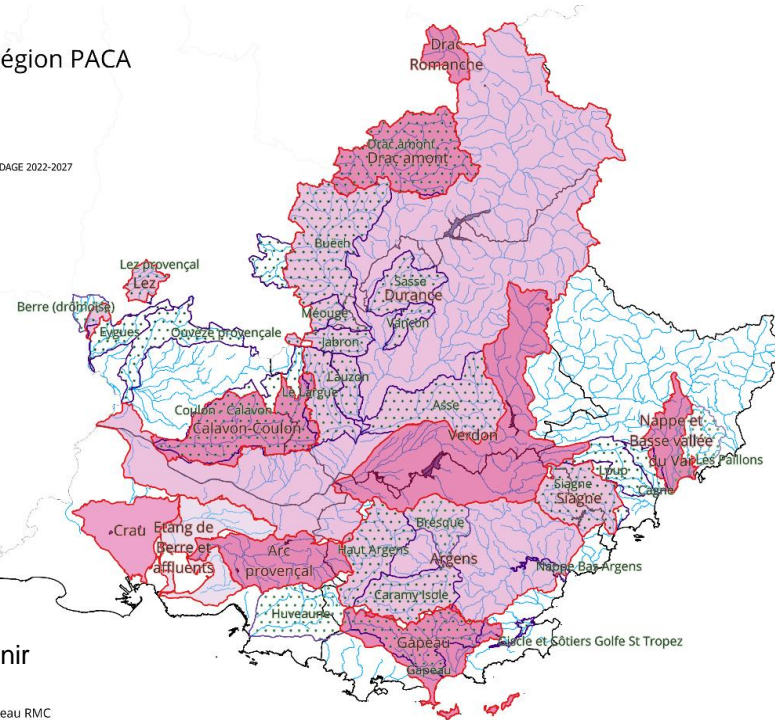 égion PACA
DAGE 2022-2027
Drac
Romanche
Drac amont
Drac amont
Buëch
Lez provençal
Lez
Berre (drômoise)
Eygues
Ouvèze provençale
Sasse
Durance
Vançon
Méouge
Jabron
Lauzon
Le Largue
Asse
Coulon - Calavon
Calavon-Coulon
Verdon
Nappe et
Basse vallée
du Var
Les Paillons
Loup
Cagne
Siagne
Siagne
Crau
Etang de
Berre et
affluents
Arc
provençal
Haut Argens
Bresque
Argens
Nappe Bas Argens
Caramy Isole
Huveaune
Gapeau
Gapeau
Giscle et Côtiers Golfe St Tropez
nir
eau RMC